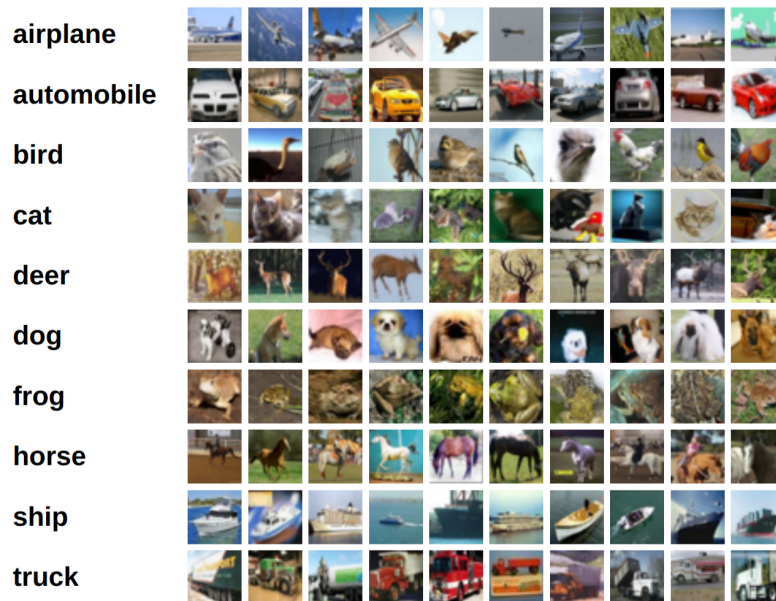 airplane
automobile
bird
cat
deer
dog
frog
horse
ship
truck